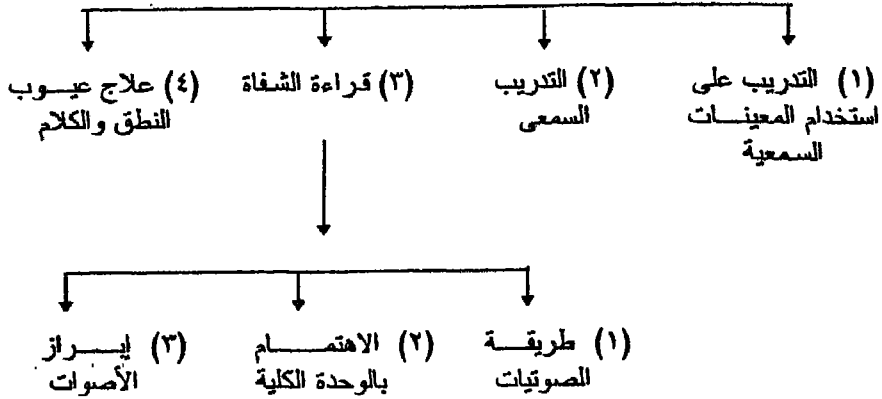 (١) التدريب على
استخدام المعينات
السمعية
(٢) التدريب
السمعى
(٣) قراءة الشفاة
(٤) علاج عيوب
النطق والكلام
(١) طريقة
الصوتيات
(٢) الاهتمام
بالوحدة الكلية
(٣) إبراز
الأصوات